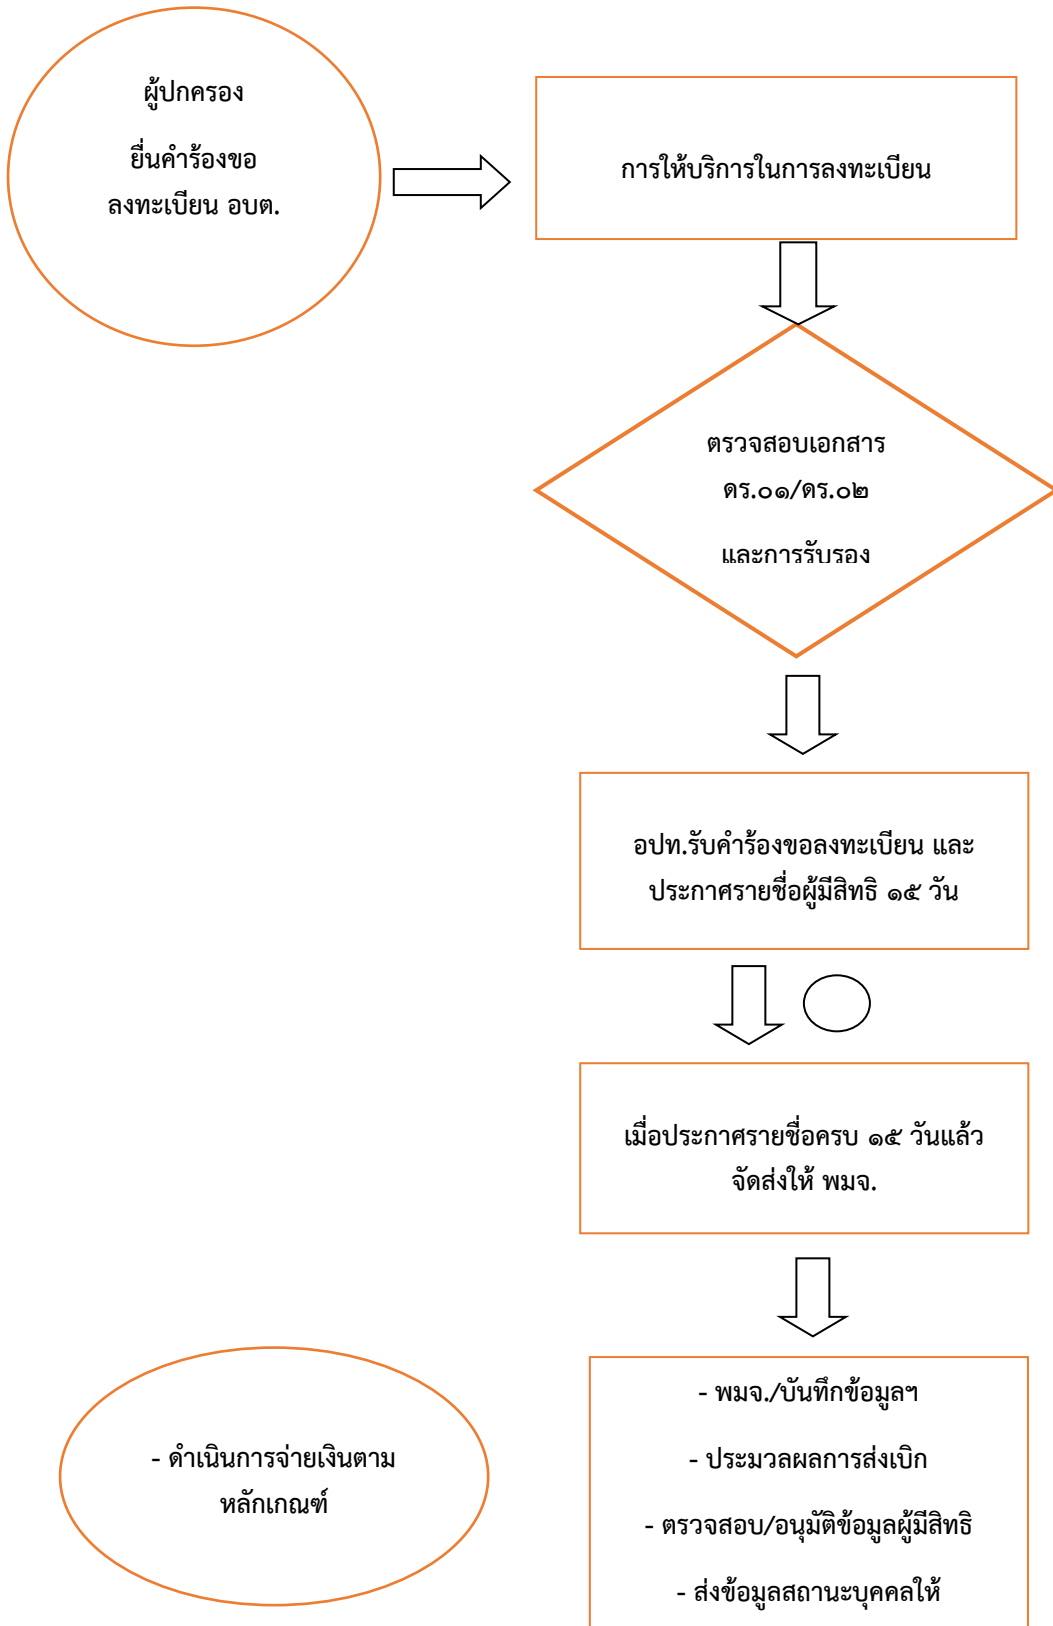 ผู้ปกครอง
ยื่นคำร้องขอ
ลงทะเบียน อบต.
การให้บริการในการลงทะเบียน
ตรวจสอบเอกสาร
ดร.๐๑/ดร.๐๒
และการรับรอง
อปท.รับคำร้องขอลงทะเบียน และ
ประกาศรายชื่อผู้มีสิทธิ ๑๕ วัน
เมื่อประกาศรายชื่อครบ ๑๕ วันแล้ว
จัดส่งให้ พมจ.
- พมจ./บันทึกข้อมูลฯ
- ประมวลผลการส่งเบิก
- ตรวจสอบ/อนุมัติข้อมูลผู้มีสิทธิ
- ส่งข้อมูลสถานะบุคคลให้
- ดำเนินการจ่ายเงินตาม
หลักเกณฑ์